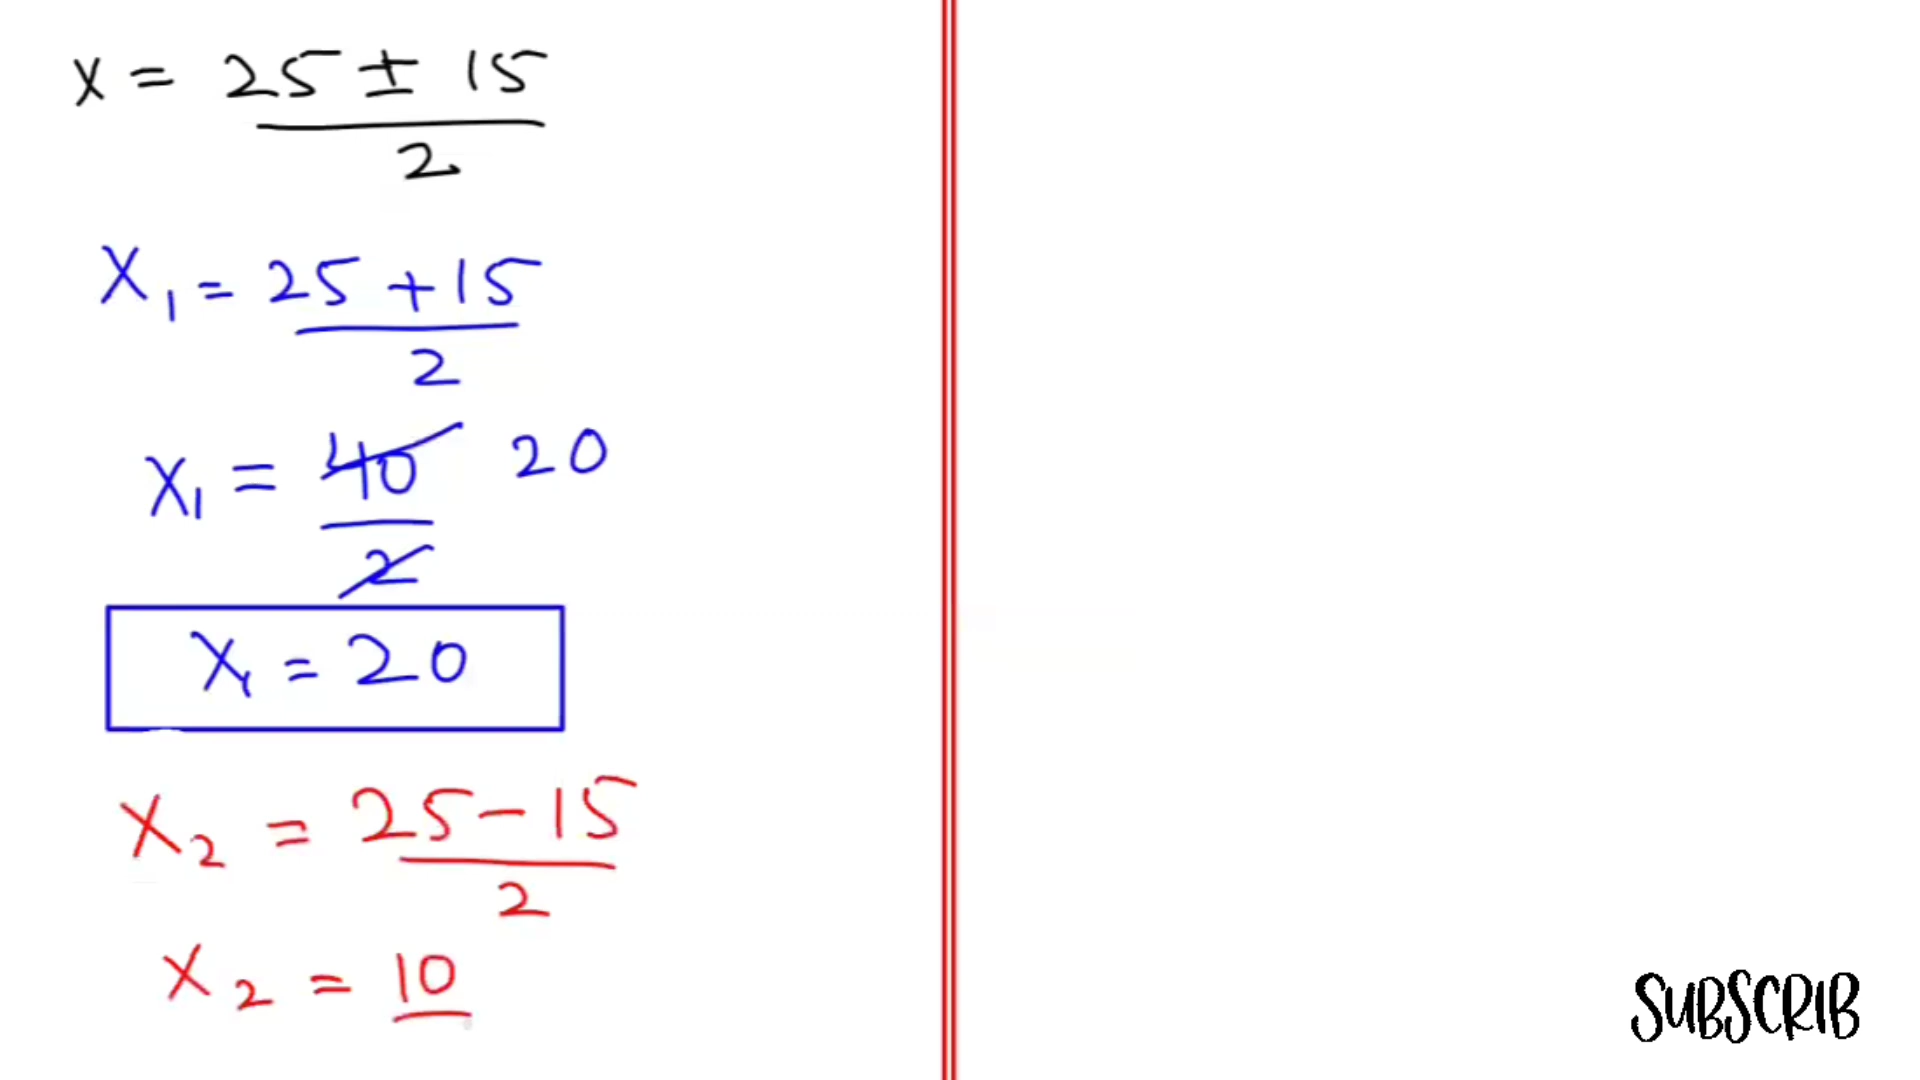 x = 25 ± 15
2
x1 = 25 + 15
2
x1 = 40 20
2
x1 = 20
x2 = 25 - 15
2
x2 = 10
SUBSCRIB